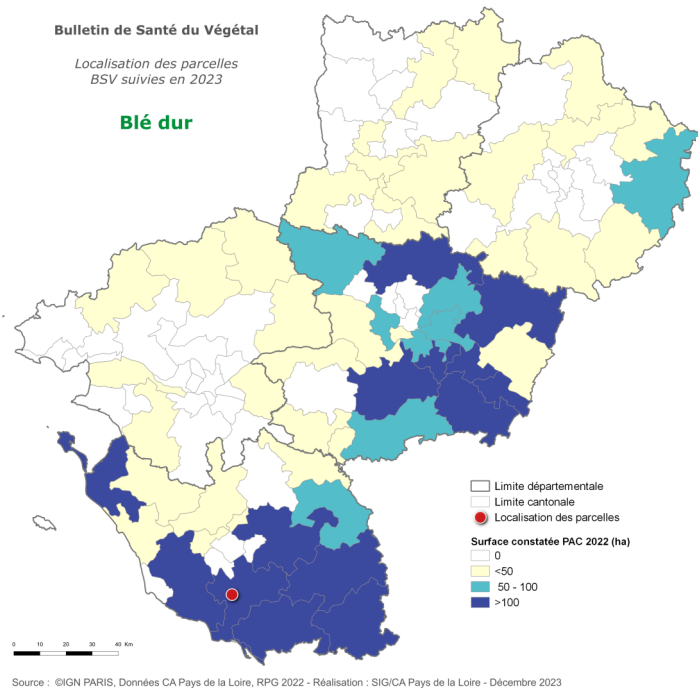 Bulletin de Santé du Végétal
Localisation des parcelles
BSV suivies en 2023
Blé dur
Limite départementale
Limite cantonale
Localisation des parcelles
Surface constatée PAC 2022 (ha)
0
<50
50 - 100
>100
0 10 20 30 40 Km
Source : ©IGN PARIS, Données CA Pays de la Loire, RPG 2022 - Réalisation : SIG/CA Pays de la Loire - Décembre 2023